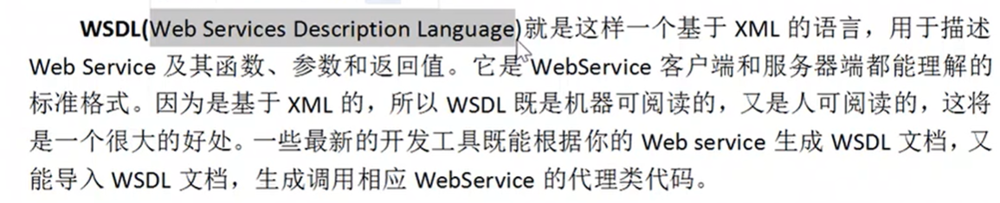 WSDL(Web Services Description Language)就是这样一个基于 XML 的语言，用于描述
Web Service 及其函数、参数和返回值。它是 WebService 客户端和服务器端都能理解的
标准格式。因为是基于 XML 的，所以 WSDL 既是机器可阅读的，又是人可阅读的，这将
是一个很大的好处。一些最新的开发工具既能根据你的 Web service 生成 WSDL 文档，又
能导入 WSDL 文档，生成调用相应 WebService 的代理类代码。